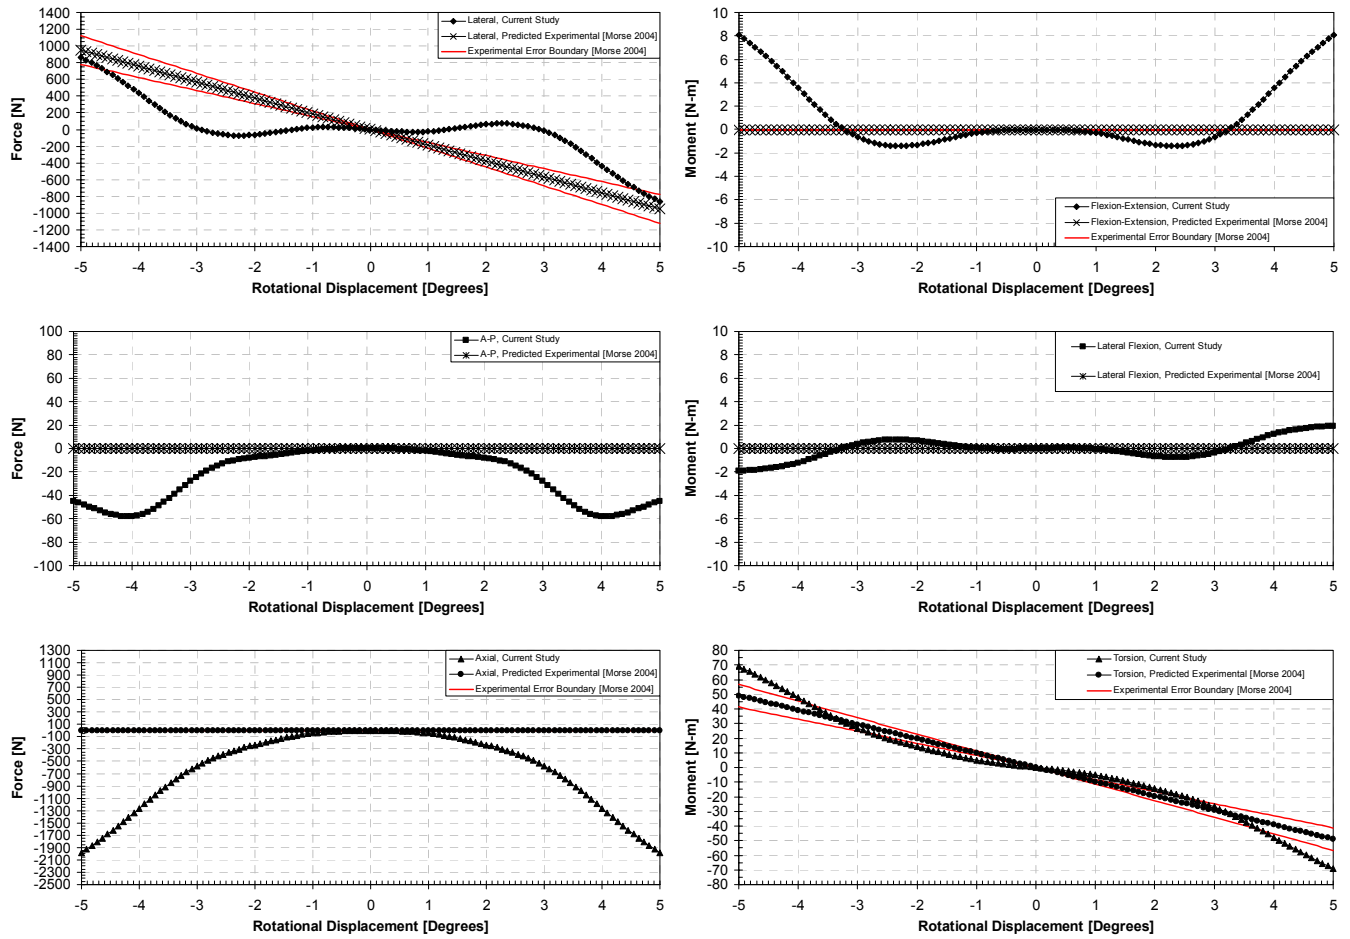 1400
1200
1000
800
600
400
200
0
-200
-400
-600
-800
-1000
-1200
-1400
Force [N]
Lateral, Current Study
Lateral, Predicted Experimental [Morse 2004]
Experimental Error Boundary [Morse 2004]
-5 -4 -3 -2 -1 0 1 2 3 4 5
Rotational Displacement [Degrees]
10
8
6
4
2
0
-2
-4
-6
-8
-10
Moment [N-m]
Flexion-Extension, Current Study
Flexion-Extension, Predicted Experimental [Morse 2004]
Experimental Error Boundary [Morse 2004]
-5 -4 -3 -2 -1 0 1 2 3 4 5
Rotational Displacement [Degrees]
100
80
60
40
20
0
-20
-40
-60
-80
-100
Force [N]
A-P, Current Study
A-P, Predicted Experimental [Morse 2004]
-5 -4 -3 -2 -1 0 1 2 3 4 5
Rotational Displacement [Degrees]
10
8
6
4
2
0
-2
-4
-6
-8
-10
Moment [N-m]
Lateral Flexion, Current Study
Lateral Flexion, Predicted Experimental [Morse 2004]
-5 -4 -3 -2 -1 0 1 2 3 4 5
Rotational Displacement [Degrees]
1300
1100
900
700
500
300
100
-100
-300
-500
-700
-900
-1100
-1300
-1500
-1700
-1900
-2100
-2300
-2500
Force [N]
Axial, Current Study
Axial, Predicted Experimental [Morse 2004]
Experimental Error Boundary [Morse 2004]
-5 -4 -3 -2 -1 0 1 2 3 4 5
Rotational Displacement [Degrees]
80
70
60
50
40
30
20
10
0
-10
-20
-30
-40
-50
-60
-70
-80
Moment [N-m]
Torsion, Current Study
Torsion, Predicted Experimental [Morse 2004]
Experimental Error Boundary [Morse 2004]
-5 -4 -3 -2 -1 0 1 2 3 4 5
Rotational Displacement [Degrees]